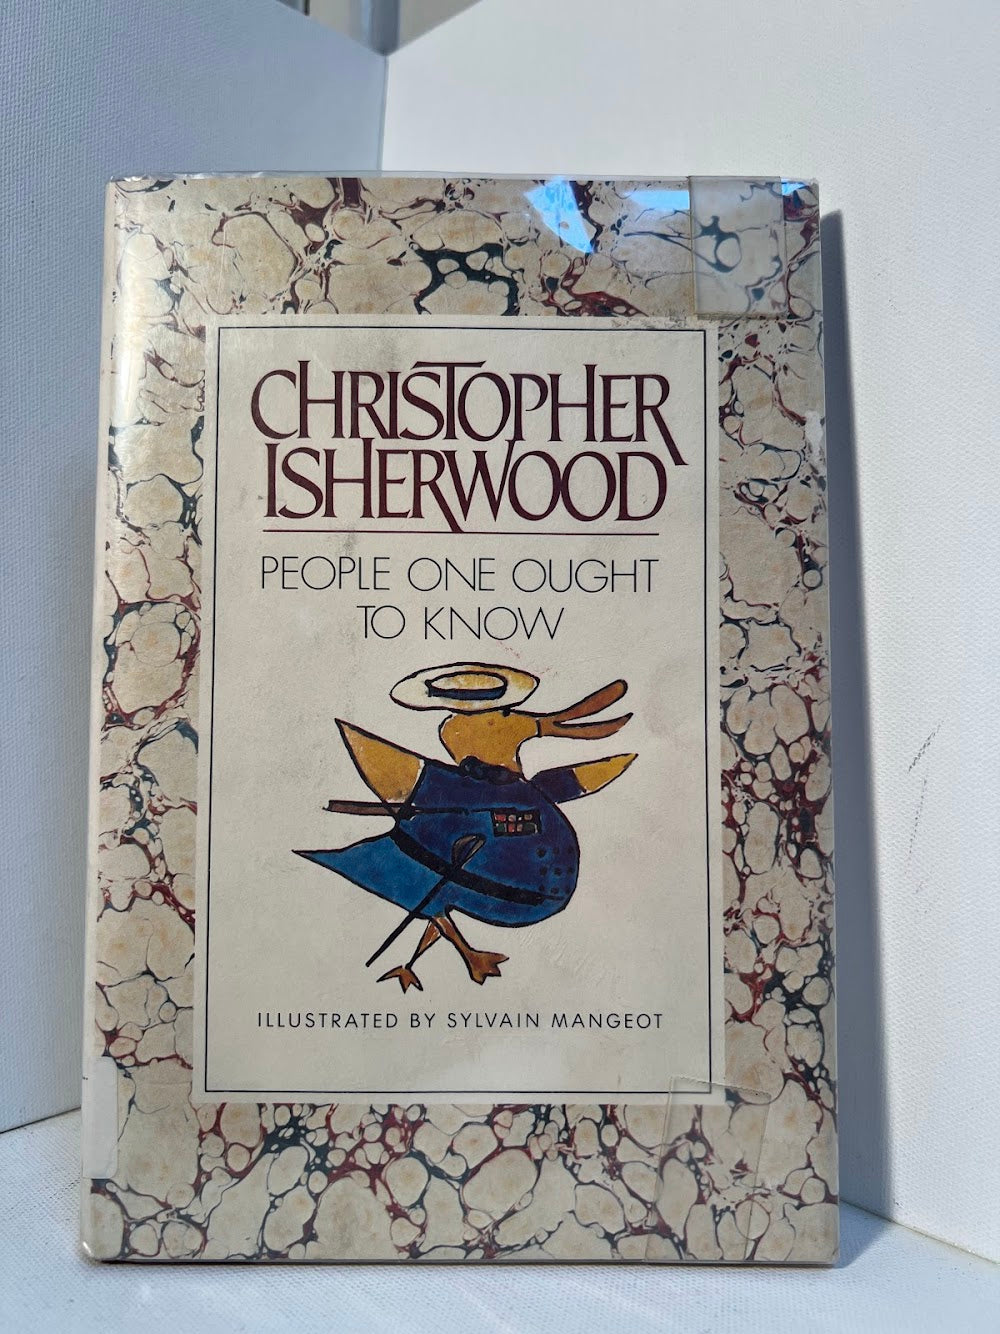 CHRISTOPHER
ISHERWOOD
PEOPLE ONE OUGHT
TO KNOW
ILLUSTRATED BY SYLVAIN MANGEOT